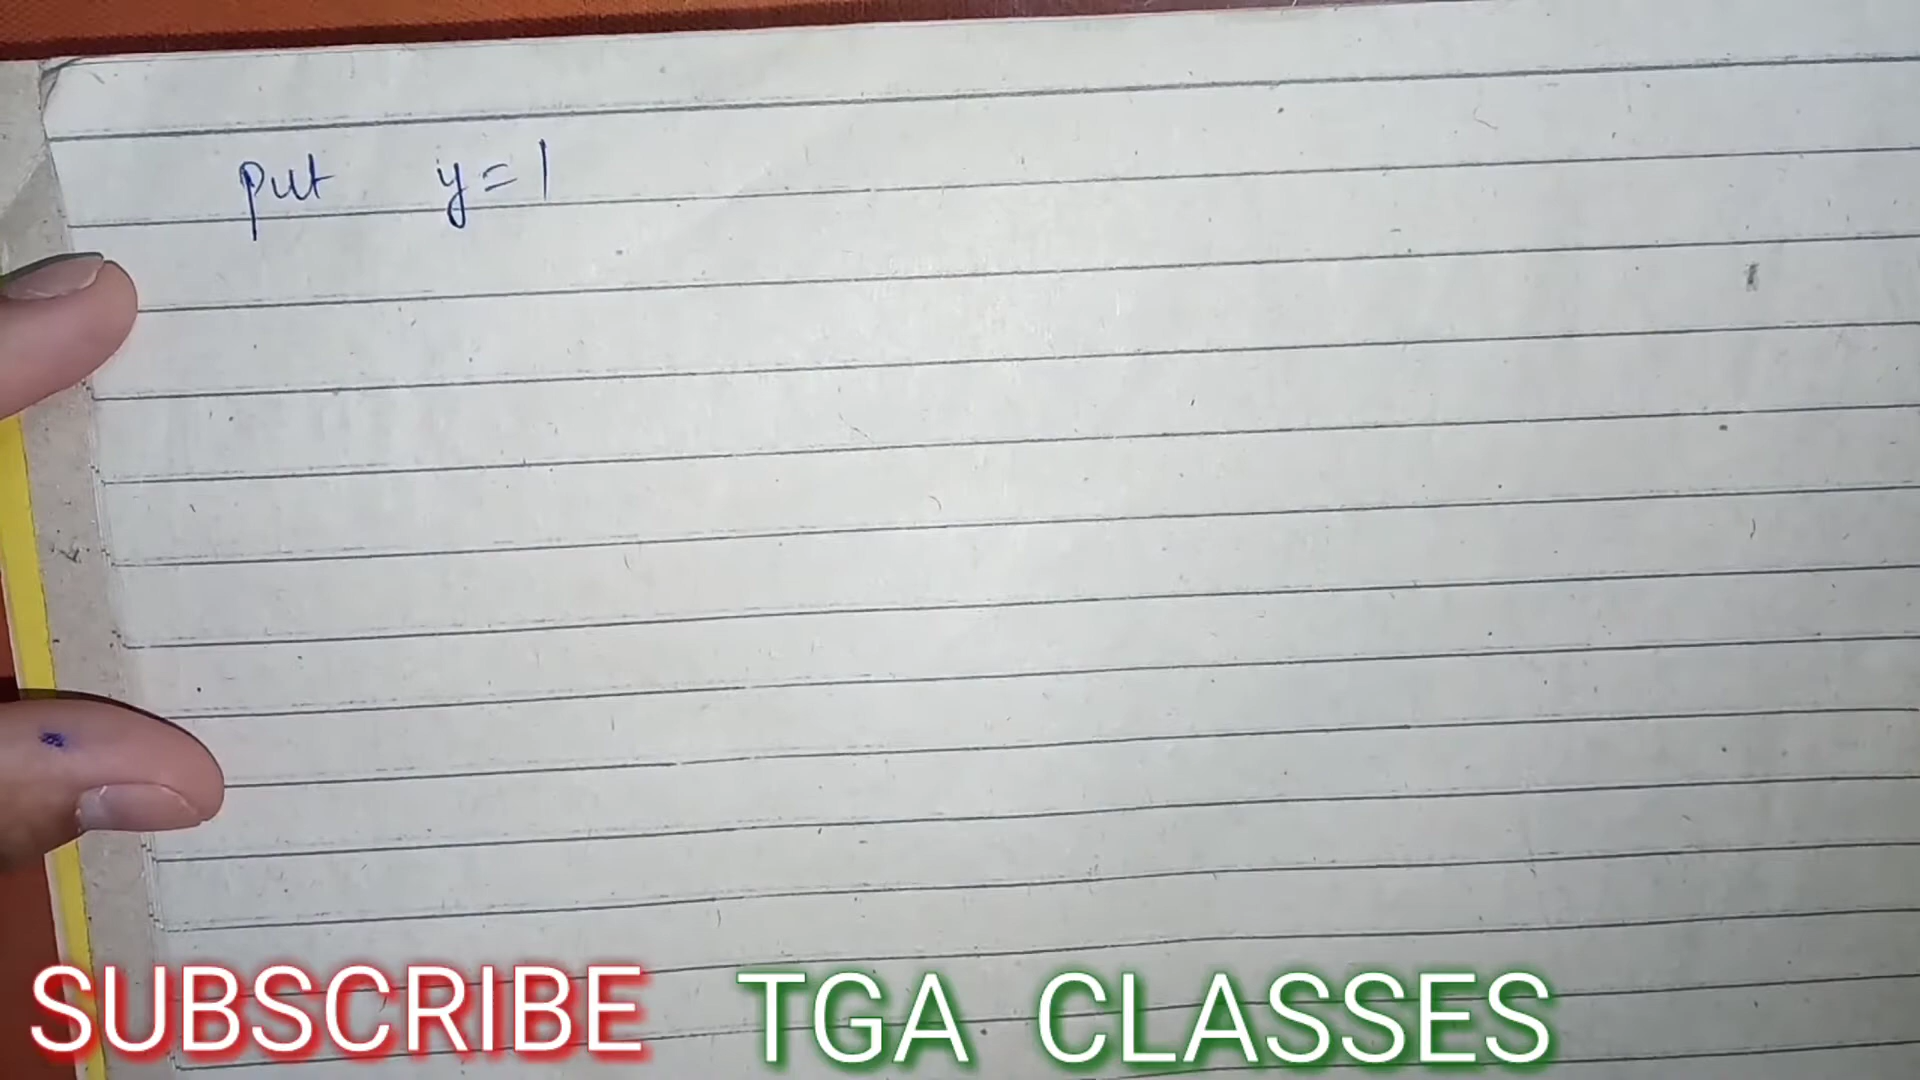 put y = 1
SUBSCRIBE TGA CLASSES